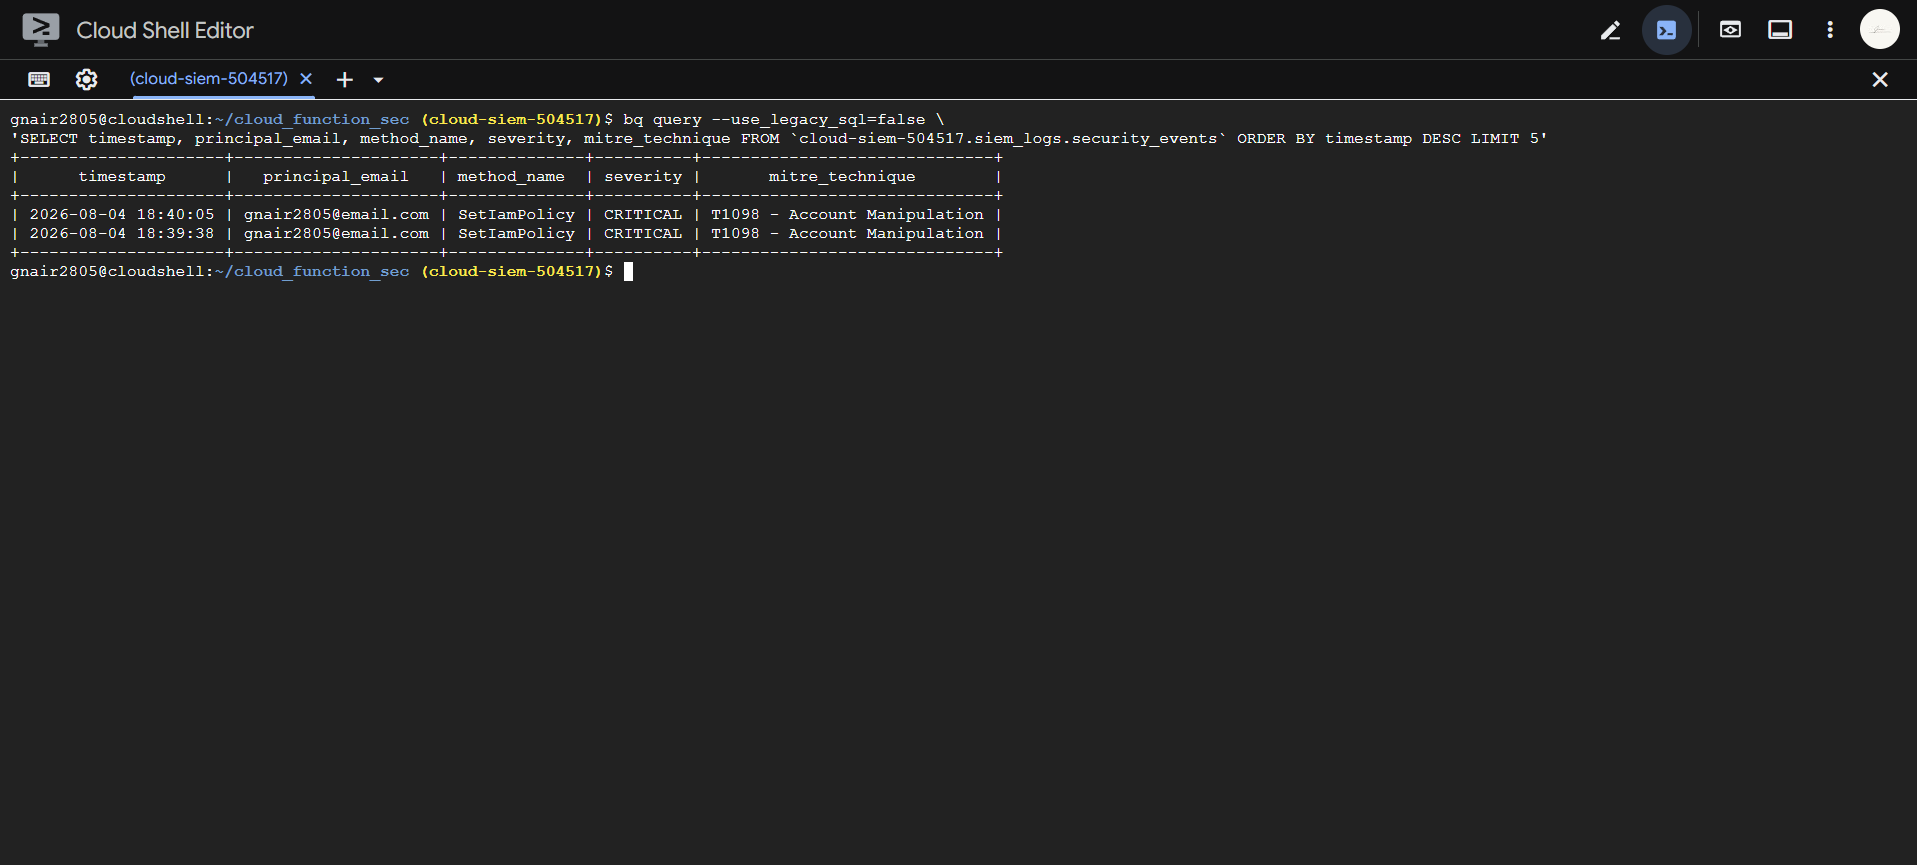 Cloud Shell Editor
(cloud-siem-504517)
gnair2805@cloudshell:~/cloud_function_sec (cloud-siem-504517)$ bq query --use_legacy_sql=false \
'SELECT timestamp, principal_email, method_name, severity, mitre_technique FROM `cloud-siem-504517.siem_logs.security_events` ORDER BY timestamp DESC LIMIT 5'
+---------------------+---------------------+--------------+----------+------------------------------+
|      timestamp      |   principal_email   | method_name  | severity |       mitre_technique        |
+---------------------+---------------------+--------------+----------+------------------------------+
| 2026-08-04 18:40:05 | gnair2805@email.com | SetIamPolicy | CRITICAL | T1098 - Account Manipulation |
| 2026-08-04 18:39:38 | gnair2805@email.com | SetIamPolicy | CRITICAL | T1098 - Account Manipulation |
+---------------------+---------------------+--------------+----------+------------------------------+
gnair2805@cloudshell:~/cloud_function_sec (cloud-siem-504517)$